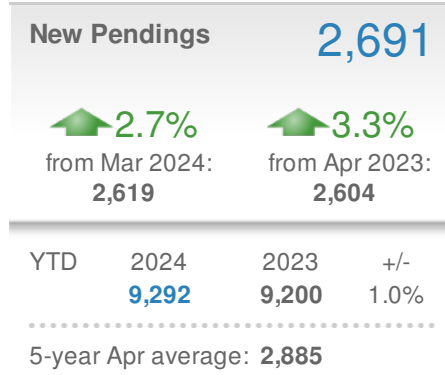 New Pendings 2,691
2.7% 3.3%
from Mar 2024: from Apr 2023:
2,619 2,604
YTD 2024 2023 +/-
9,292 9,200 1.0%
5-year Apr average: 2,885